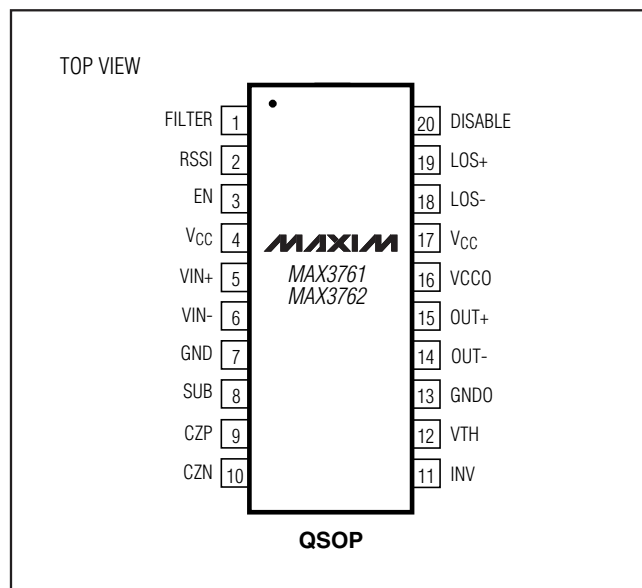 TOP VIEW
FILTER 1
RSSI 2
EN 3
VCC 4
VIN+ 5
VIN- 6
GND 7
SUB 8
CZP 9
CZN 10
MAXIM
MAX3761
MAX3762
20 DISABLE
19 LOS+
18 LOS-
17 VCC
16 VCCO
15 OUT+
14 OUT-
13 GNDO
12 VTH
11 INV
QSOP